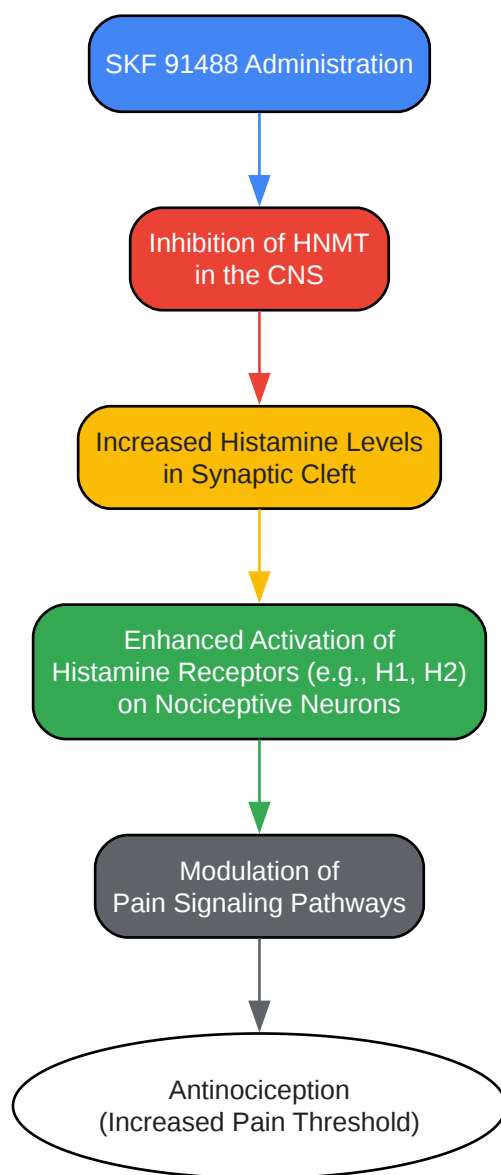 SKF 91488 Administration
Inhibition of HNMT
in the CNS
Increased Histamine Levels
in Synaptic Cleft
Enhanced Activation of
Histamine Receptors (e.g., H1, H2)
on Nociceptive Neurons
Modulation of
Pain Signaling Pathways
Antinociception
(Increased Pain Threshold)